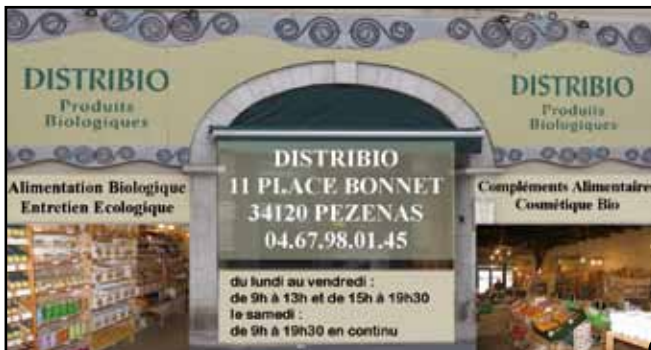 DISTRIBIO
Produits
Biologiques
DISTRIBIO
Produits
Biologiques
Alimentation Biologique
Entretien Ecologique
DISTRIBIO
11 PLACE BONNET
34120 PEZENAS
04.67.98.01.45
Compléments Alimentaires
Cosmétique Bio
du lundi au vendredi :
de 9h à 13h et de 15h à 19h30
le samedi :
de 9h à 19h30 en continu